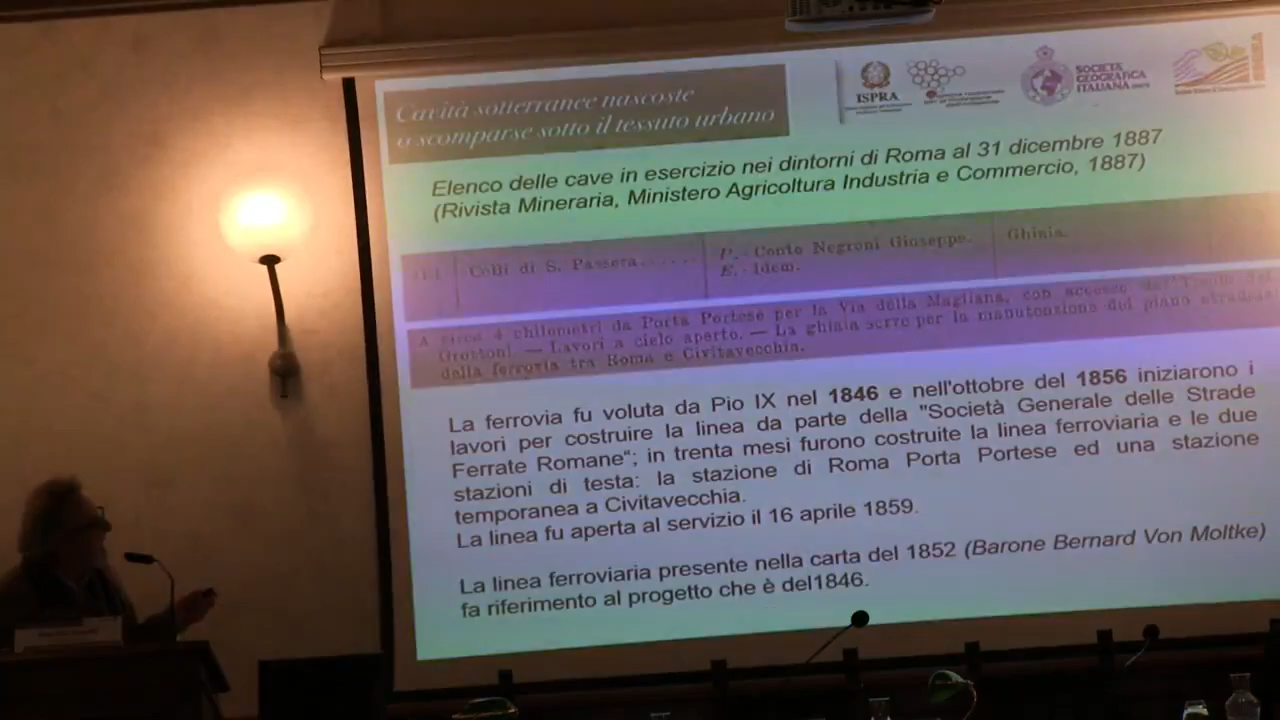 Cavità sotterranee nascoste
o scomparse sotto il tessuto urbano
ISPRA
SOCIETÀ
GEOGRAFICA
ITALIANA
Elenco delle cave in esercizio nei dintorni di Roma al 31 dicembre 1887
(Rivista Mineraria, Ministero Agricoltura Industria e Commercio, 1887)
Colli di S. Passera.......
P. - Conto Negroni Giuseppe.
Ghiaia.
E. - Idem.
A circa 4 chilometri da Porta Portese per la Via della Magliana, con accesso
Grottoni. — Lavori a cielo aperto. — La ghiaia serve per la manutenzione del piano stradale
della ferrovia tra Roma e Civitavecchia.
La ferrovia fu voluta da Pio IX nel 1846 e nell'ottobre del 1856 iniziarono i
lavori per costruire la linea da parte della "Società Generale delle Strade
Ferrate Romane“; in trenta mesi furono costruite la linea ferroviaria e le due
stazioni di testa: la stazione di Roma Porta Portese ed una stazione
temporanea a Civitavecchia.
La linea fu aperta al servizio il 16 aprile 1859.
La linea ferroviaria presente nella carta del 1852 (Barone Bernard Von Moltke)
fa riferimento al progetto che è del1846.